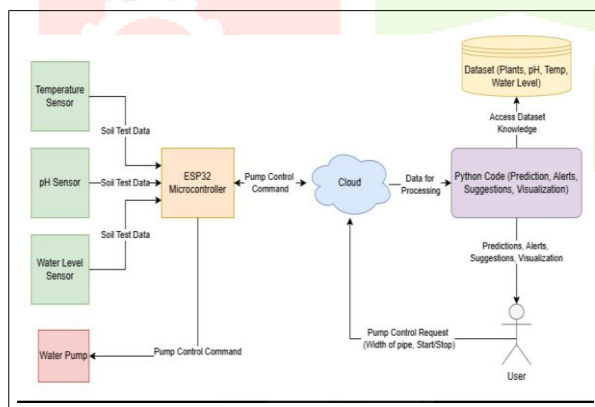 Dataset (Plants, pH, Temp,
Water Level)
Temperature
Sensor
Soil Test Data
Access Dataset
Knowledge
pH Sensor
Soil Test Data
ESP32
Microcontroller
Pump Control
Command
Cloud
Data for
Processing
Python Code (Prediction, Alerts,
Suggestions, Visualization)
Soil Test Data
Water Level
Sensor
Predictions, Alerts,
Suggestions, Visualization
Water Pump
Pump Control Command
Pump Control Request
(Width of pipe, Start/Stop)
User